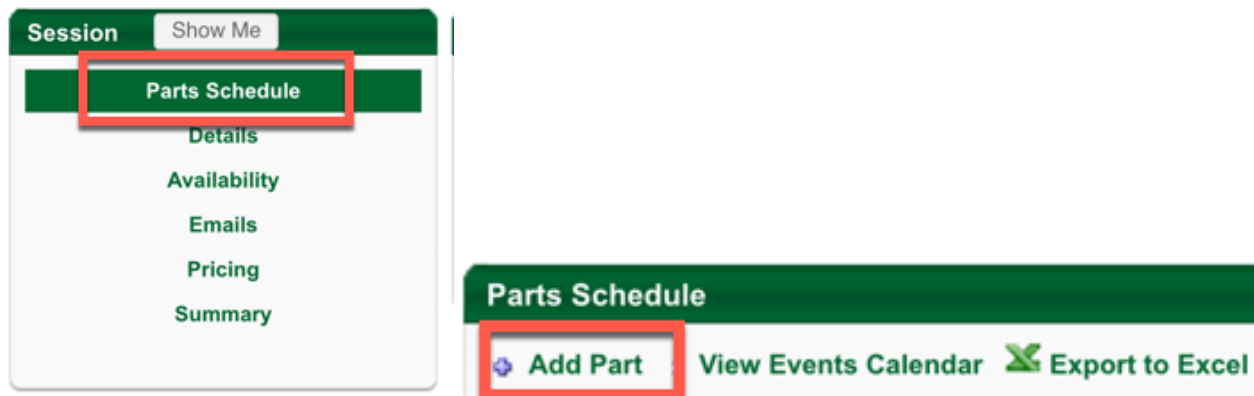 Session Show Me
Parts Schedule
Details
Availability
Emails
Pricing
Summary
Parts Schedule
Add Part View Events Calendar Export to Excel